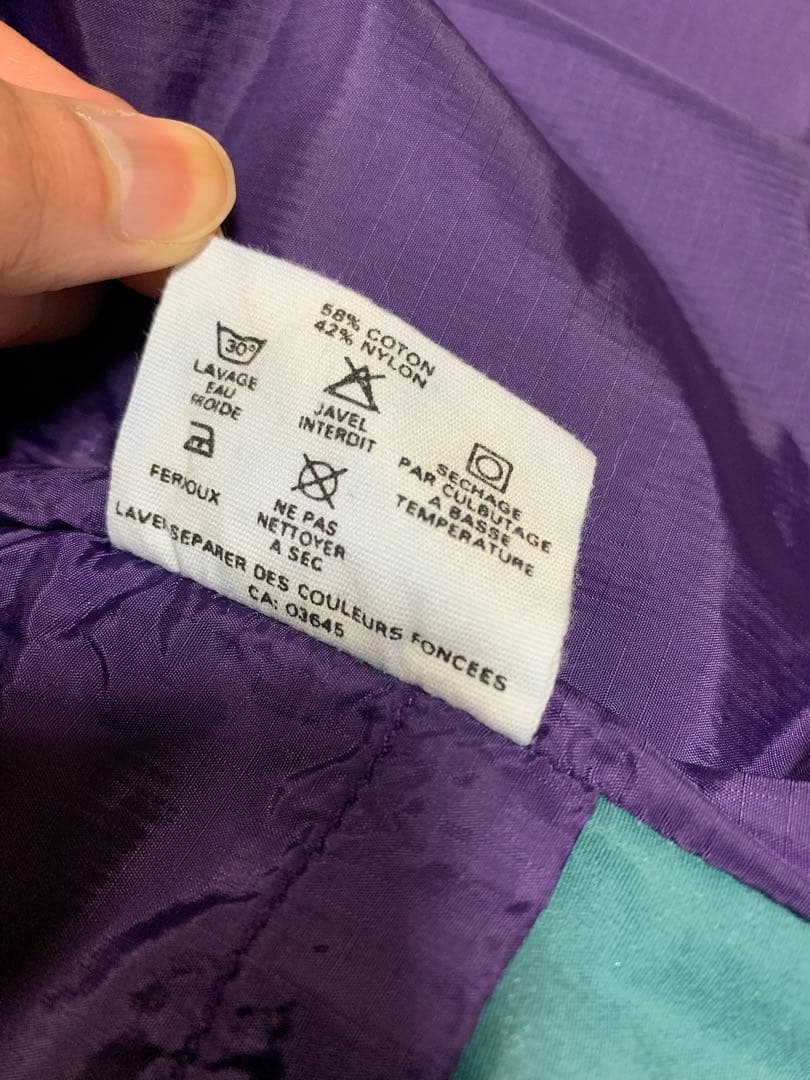 58% COTON
42% NYLON
30°
LAVAGE
EAU
FROIDE
JAVEL
INTERDIT
SECHAGE
PAR CULBUTAGE
A BASSE
TEMPERATURE
FER DOUX
NE PAS
NETTOYER
A SEC
LAVER SEPARER DES COULEURS FONCEES
CA: 03645